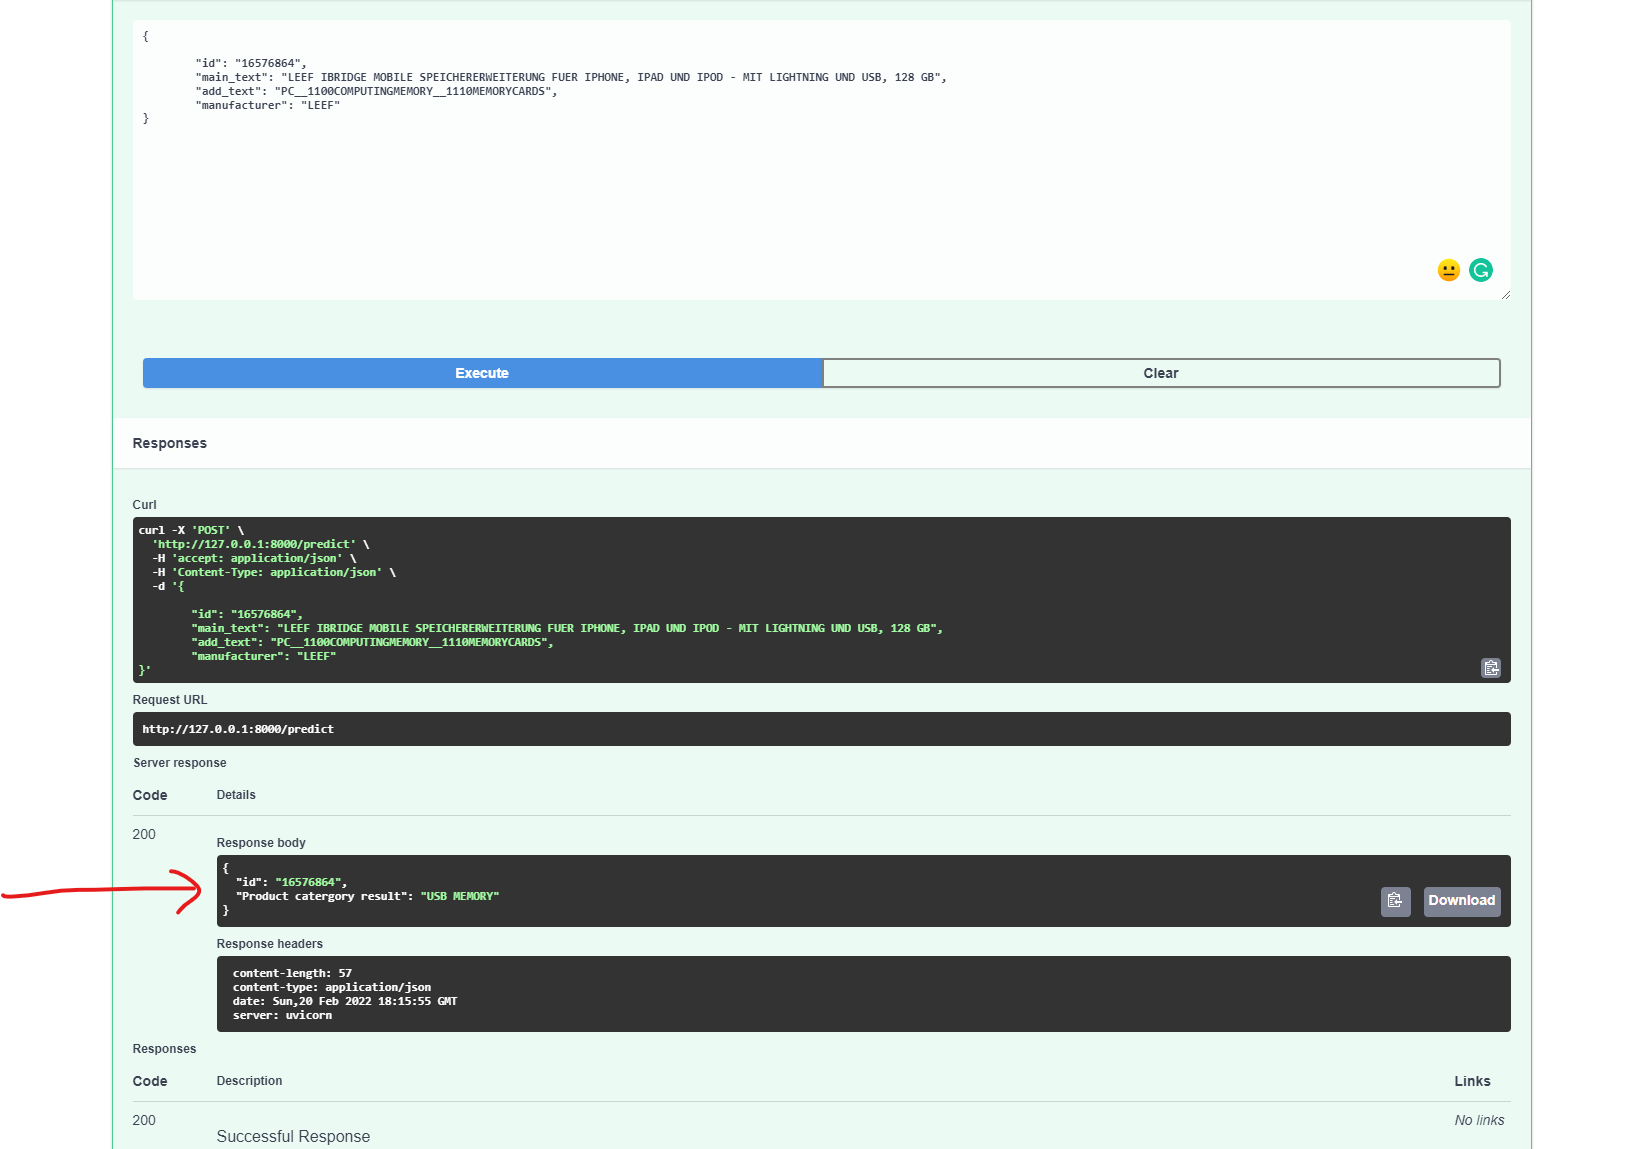 {
"id": "16576864",
"main_text": "LEEF IBRIDGE MOBILE SPEICHERERWEITERUNG FUER IPHONE, IPAD UND IPOD - MIT LIGHTNING UND USB, 128 GB",
"add_text": "PC__1100COMPUTINGMEMORY__1110MEMORYCARDS",
"manufacturer": "LEEF"
}
Execute
Clear
Responses
Curl
curl -X 'POST' \
'http://127.0.0.1:8000/predict' \
-H 'accept: application/json' \
-H 'Content-Type: application/json' \
-d '{
"id": "16576864",
"main_text": "LEEF IBRIDGE MOBILE SPEICHERERWEITERUNG FUER IPHONE, IPAD UND IPOD - MIT LIGHTNING UND USB, 128 GB",
"add_text": "PC__1100COMPUTINGMEMORY__1110MEMORYCARDS",
"manufacturer": "LEEF"
}'
Request URL
http://127.0.0.1:8000/predict
Server response
Code Details
200
Response body
{
"id": "16576864",
"Product catergory result": "USB MEMORY"
}
Download
Response headers
content-length: 57
content-type: application/json
date: Sun,20 Feb 2022 18:15:55 GMT
server: uvicorn
Responses
Code Description Links
200 No links
Successful Response